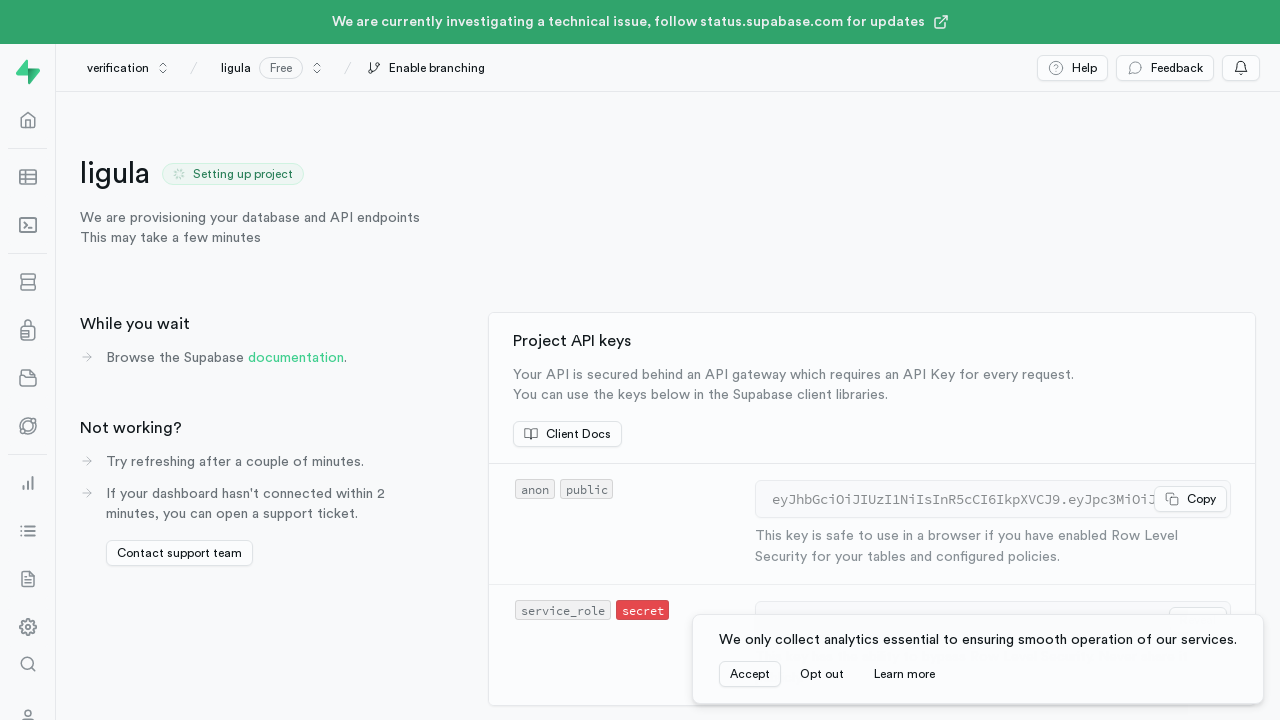 We are currently investigating a technical issue, follow status.supabase.com for updates
verification / ligula Free / Enable branching
Help Feedback
ligula Setting up project
We are provisioning your database and API endpoints
This may take a few minutes
While you wait
Browse the Supabase documentation.
Not working?
Try refreshing after a couple of minutes.
If your dashboard hasn't connected within 2
minutes, you can open a support ticket.
Contact support team
Project API keys
Your API is secured behind an API gateway which requires an API Key for every request.
You can use the keys below in the Supabase client libraries.
Client Docs
anon public
eyJhbGciOiJIUzI1NiIsInR5cCI6IkpXVCJ9.eyJpc3MiOiJ Copy
This key is safe to use in a browser if you have enabled Row Level
Security for your tables and configured policies.
service_role secret
We only collect analytics essential to ensuring smooth operation of our services.
Accept Opt out Learn more